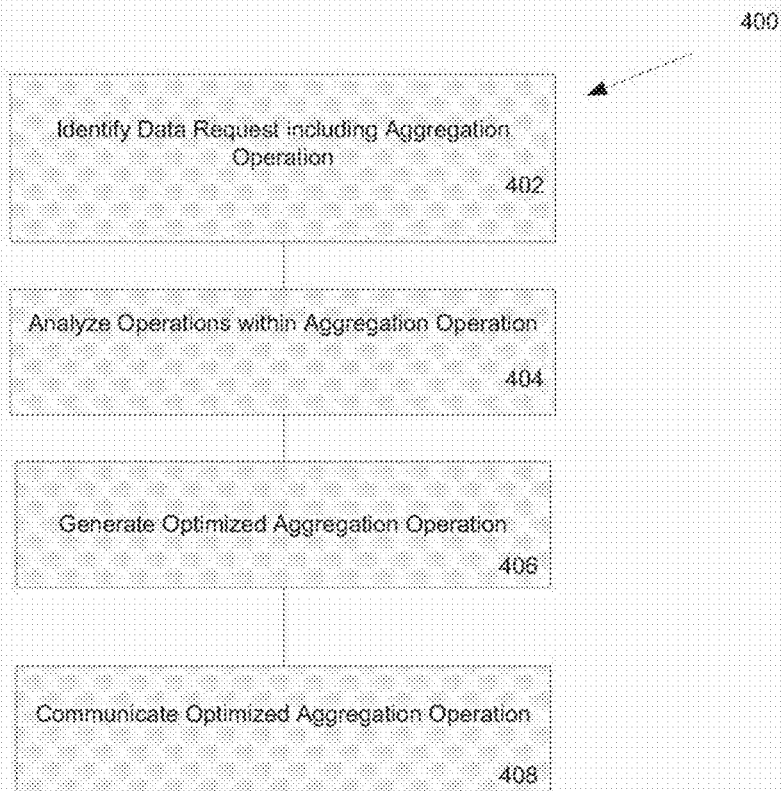 400
Identify Data Request including Aggregation
Operation
402
Analyze Operations within Aggregation Operation
404
Generate Optimized Aggregation Operation
406
Communicate Optimized Aggregation Operation
408